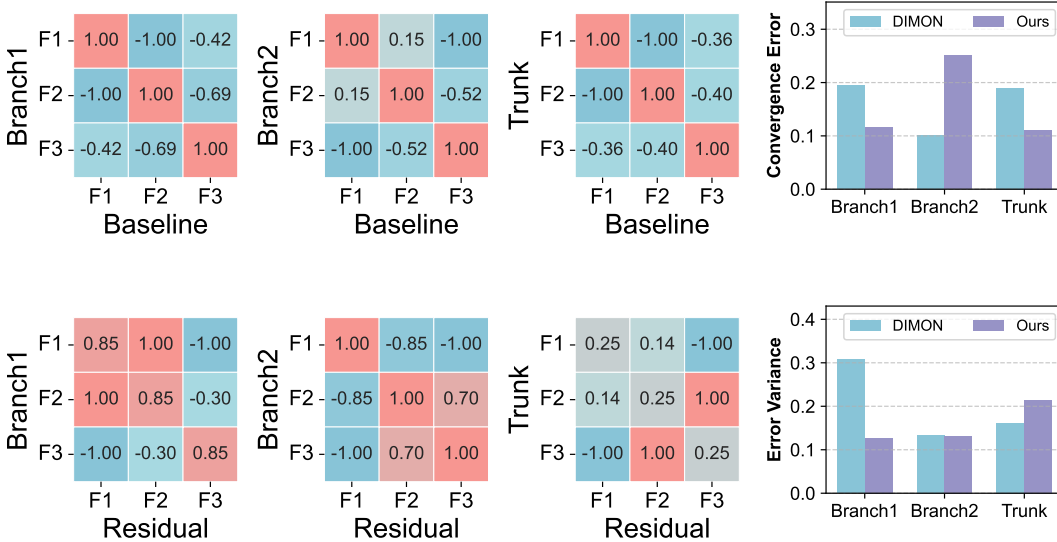 Branch1
F1 1.00 -1.00 -0.42
F2 -1.00 1.00 -0.69
F3 -0.42 -0.69 1.00
F1 F2 F3
Baseline
Branch2
F1 1.00 0.15 -1.00
F2 0.15 1.00 -0.52
F3 -1.00 -0.52 1.00
F1 F2 F3
Baseline
Trunk
F1 1.00 -1.00 -0.36
F2 -1.00 1.00 -0.40
F3 -0.36 -0.40 1.00
F1 F2 F3
Baseline
Convergence Error
DIMON Ours
0.3
0.2
0.1
0.0
Branch1 Branch2 Trunk
Branch1
F1 0.85 1.00 -1.00
F2 1.00 0.85 -0.30
F3 -1.00 -0.30 0.85
F1 F2 F3
Residual
Branch2
F1 1.00 -0.85 -1.00
F2 -0.85 1.00 0.70
F3 -1.00 0.70 1.00
F1 F2 F3
Residual
Trunk
F1 0.25 0.14 -1.00
F2 0.14 0.25 1.00
F3 -1.00 1.00 0.25
F1 F2 F3
Residual
Error Variance
DIMON Ours
0.4
0.3
0.2
0.1
0.0
Branch1 Branch2 Trunk